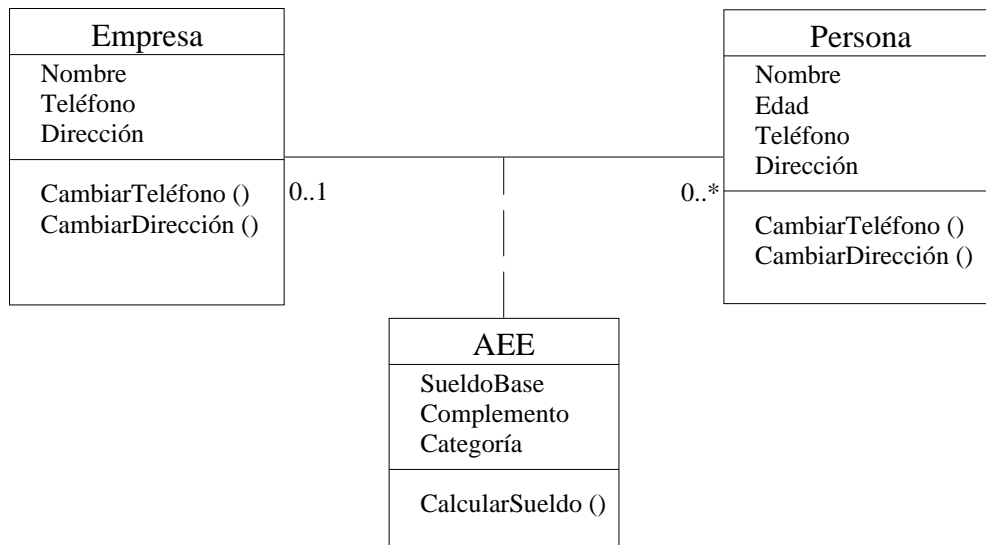 Empresa
Nombre
Teléfono
Dirección
CambiarTeléfono ()
CambiarDirección ()
0..1
0..*
Persona
Nombre
Edad
Teléfono
Dirección
CambiarTeléfono ()
CambiarDirección ()
AEE
SueldoBase
Complemento
Categoría
CalcularSueldo ()